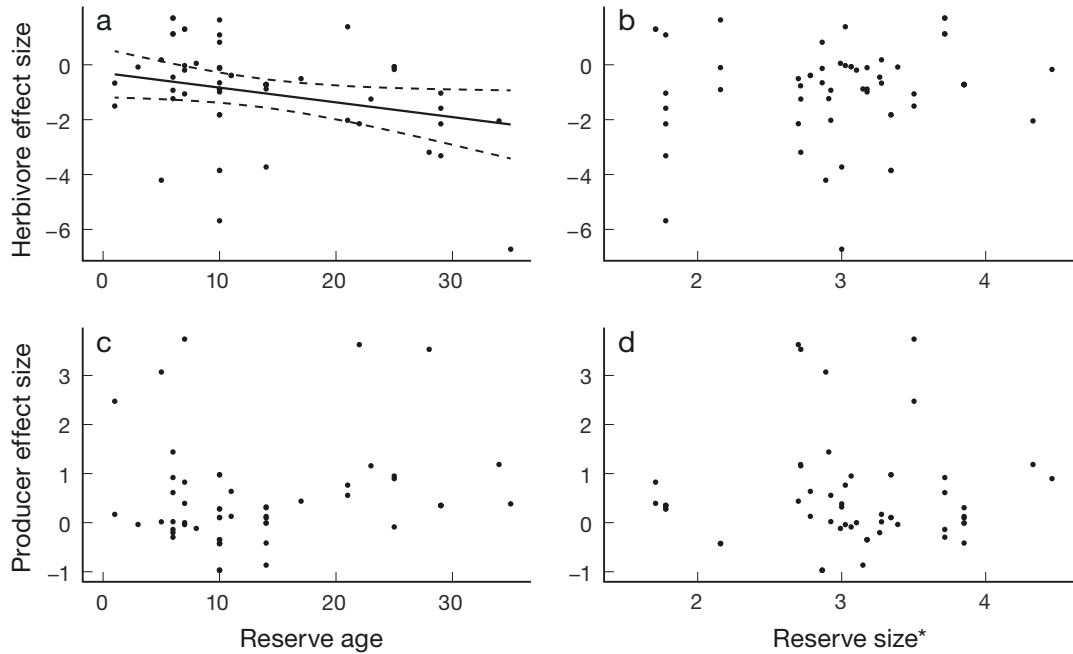 a
Herbivore effect size
0
−2
−4
−6
0 10 20 30
b
0
−2
−4
−6
2 3 4
c
Producer effect size
3
2
1
0
−1
0 10 20 30
Reserve age
d
3
2
1
0
−1
2 3 4
Reserve size*